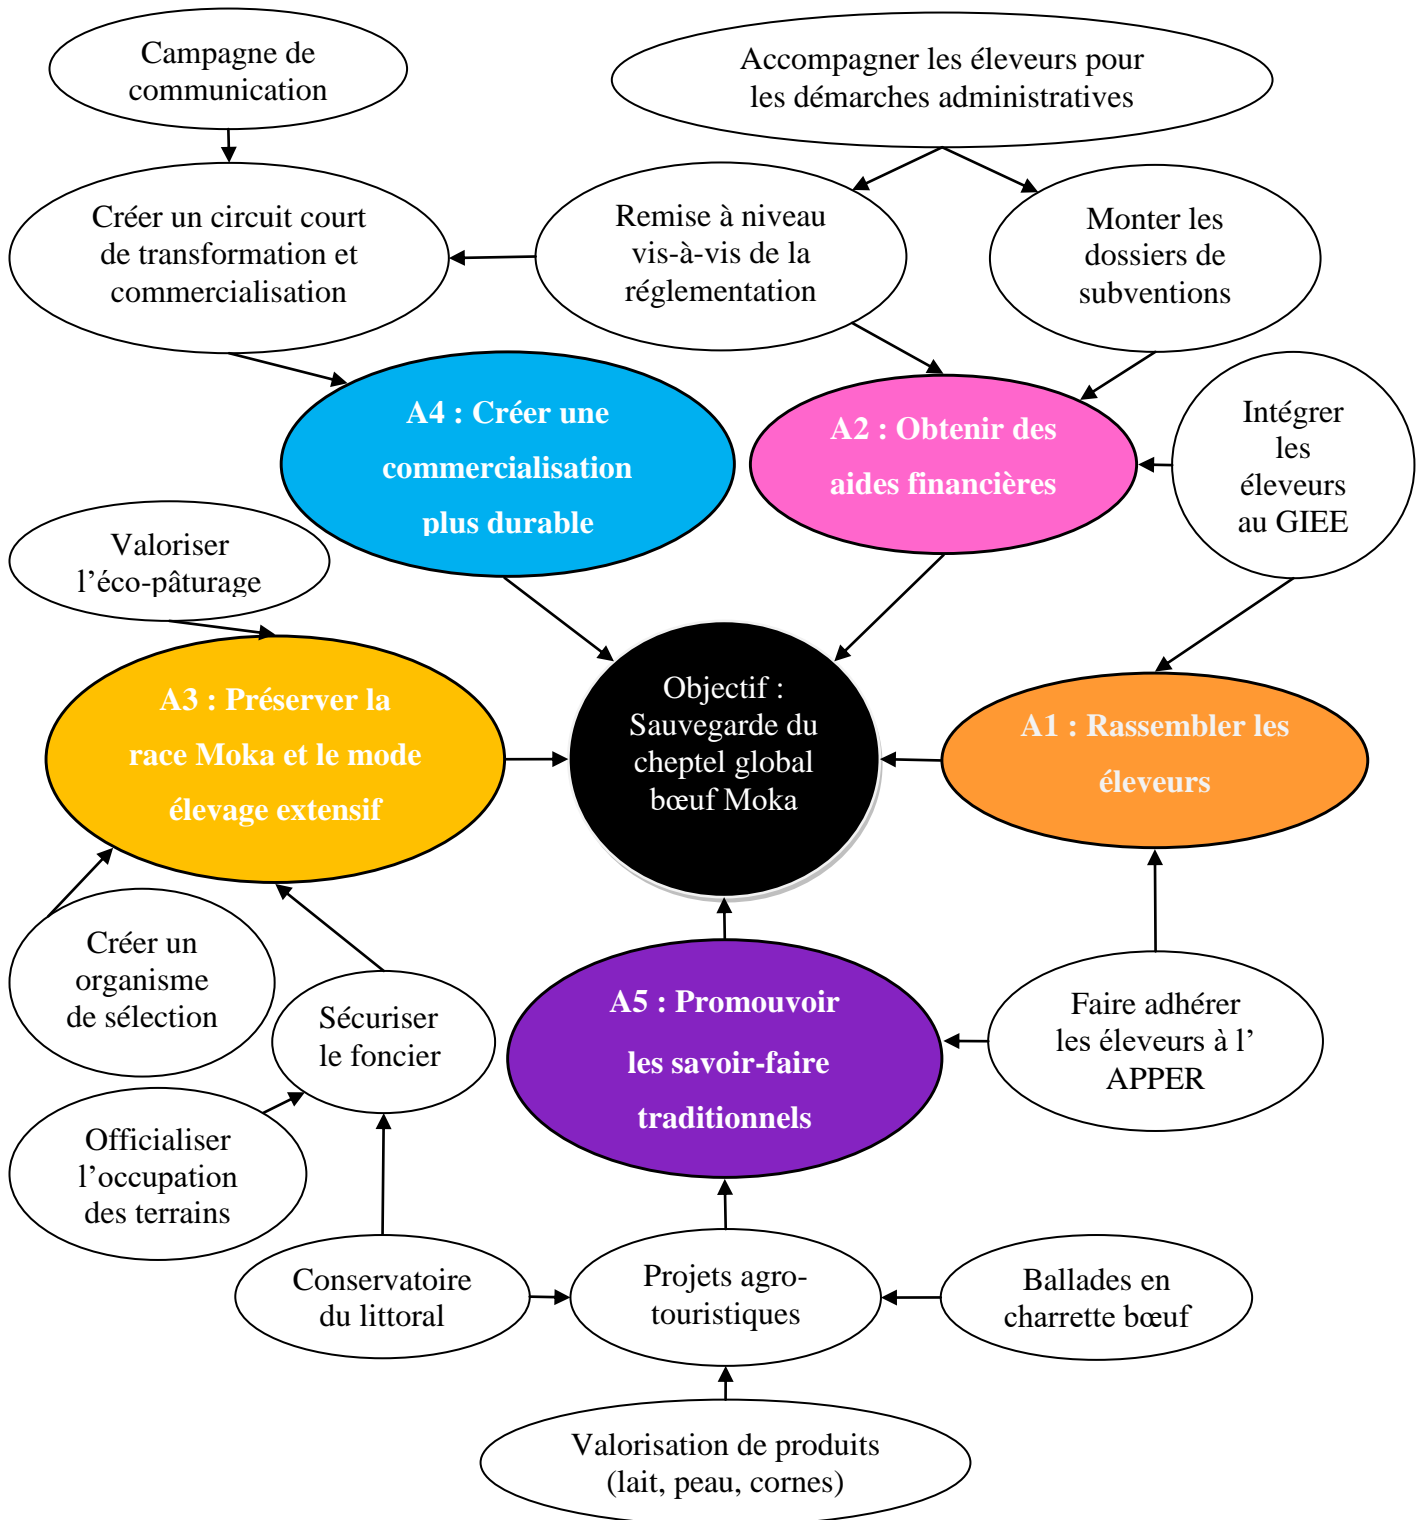 Campagne de
communication
Accompagner les éleveurs pour
les démarches administratives
Créer un circuit court
de transformation et
commercialisation
Remise à niveau
vis-à-vis de la
réglementation
Monter les
dossiers de
subventions
A4 : Créer une
commercialisation
plus durable
A2 : Obtenir des
aides financières
Intégrer
les
éleveurs
au GIEE
Valoriser
l’éco-pâturage
A3 : Préserver la
race Moka et le mode
élevage extensif
Objectif :
Sauvegarde du
cheptel global
bœuf Moka
A1 : Rassembler les
éleveurs
Créer un
organisme
de sélection
Sécuriser
le foncier
A5 : Promouvoir
les savoir-faire
traditionnels
Faire adhérer
les éleveurs à l’
APPER
Officialiser
l’occupation
des terrains
Conservatoire
du littoral
Projets agro-
touristiques
Ballades en
charrette bœuf
Valorisation de produits
(lait, peau, cornes)